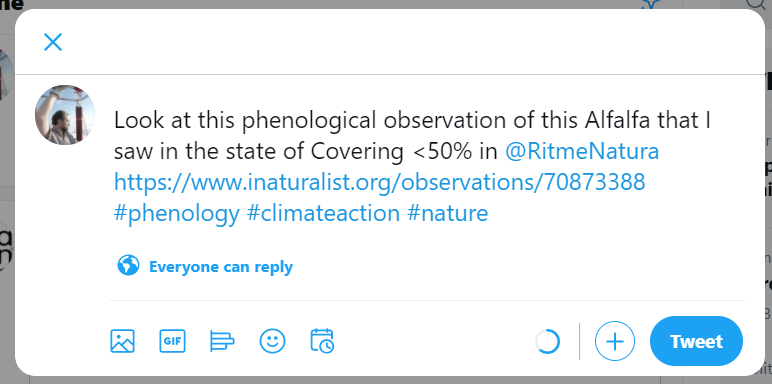 Look at this phenological observation of this Alfalfa that I
saw in the state of Covering <50% in @RitmeNatura
https://www.inaturalist.org/observations/70873388
#phenology #climateaction #nature
Everyone can reply
GIF
Tweet